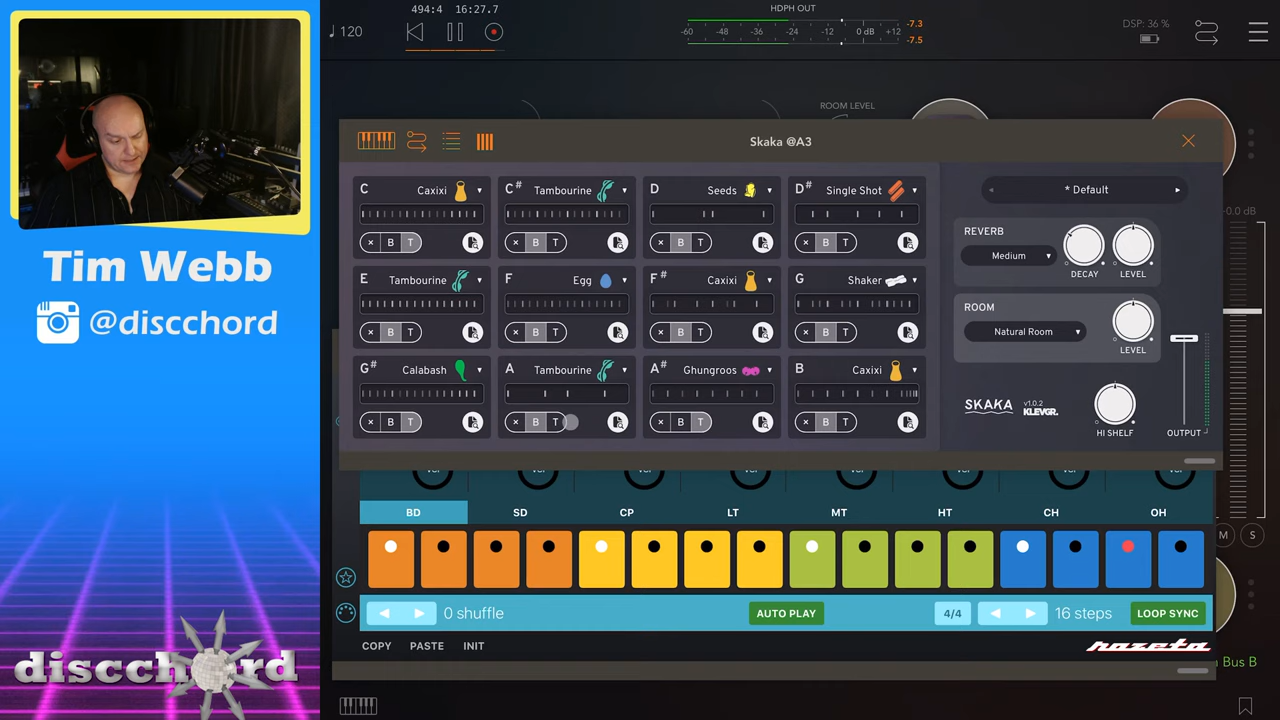 494:4 16:27.7
120
HDPH OUT
-60 -48 -36 -24 -12 0 dB +12
-7.3
-7.5
DSP: 36 %
ROOM LEVEL
Skaka @A3
C Caxixi
C# Tambourine
D Seeds
D# Single Shot
× B T
× B T
× B T
× B T
E Tambourine
F Egg
F# Caxixi
G Shaker
× B T
× B T
× B T
× B T
G# Calabash
A Tambourine
A# Ghungroos
B Caxixi
× B T
× B T
× B T
× B T
* Default
REVERB
Medium
DECAY
LEVEL
ROOM
Natural Room
LEVEL
SKAKA v1.0.2 KLEVGR.
HI SHELF
OUTPUT
-0.0 dB
M S
Bus B
BD SD CP LT MT HT CH OH
0 shuffle
AUTO PLAY
4/4
16 steps
LOOP SYNC
COPY PASTE INIT
hazeta
Tim Webb
@discchord
discchord